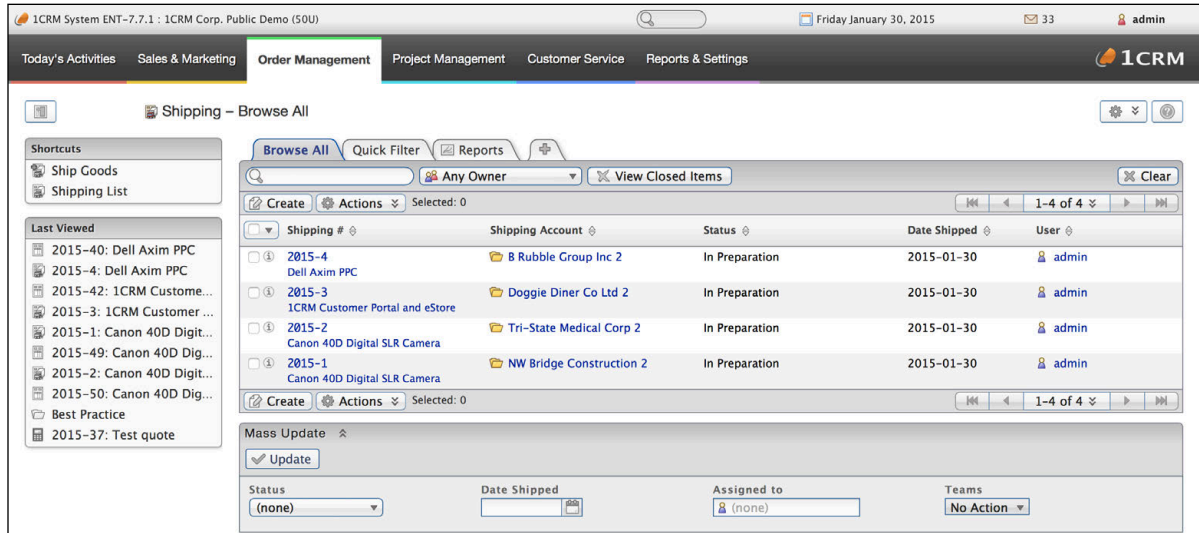 1CRM System ENT-7.7.1 : 1CRM Corp. Public Demo (50U) Friday January 30, 2015 33 admin
Today's Activities Sales & Marketing Order Management Project Management Customer Service Reports & Settings 1CRM
Shipping – Browse All
Shortcuts
Ship Goods
Shipping List
Last Viewed
2015-40: Dell Axim PPC
2015-4: Dell Axim PPC
2015-42: 1CRM Custome...
2015-3: 1CRM Customer ...
2015-1: Canon 40D Digit...
2015-49: Canon 40D Dig...
2015-2: Canon 40D Digit...
2015-50: Canon 40D Dig...
Best Practice
2015-37: Test quote
Browse All Quick Filter Reports
Any Owner View Closed Items Clear
Create Actions Selected: 0 1-4 of 4
Shipping # Shipping Account Status Date Shipped User
2015-4 B Rubble Group Inc 2 In Preparation 2015-01-30 admin
Dell Axim PPC
2015-3 Doggie Diner Co Ltd 2 In Preparation 2015-01-30 admin
1CRM Customer Portal and eStore
2015-2 Tri-State Medical Corp 2 In Preparation 2015-01-30 admin
Canon 40D Digital SLR Camera
2015-1 NW Bridge Construction 2 In Preparation 2015-01-30 admin
Canon 40D Digital SLR Camera
Create Actions Selected: 0 1-4 of 4
Mass Update
Update
Status Date Shipped Assigned to Teams
(none) (none) No Action